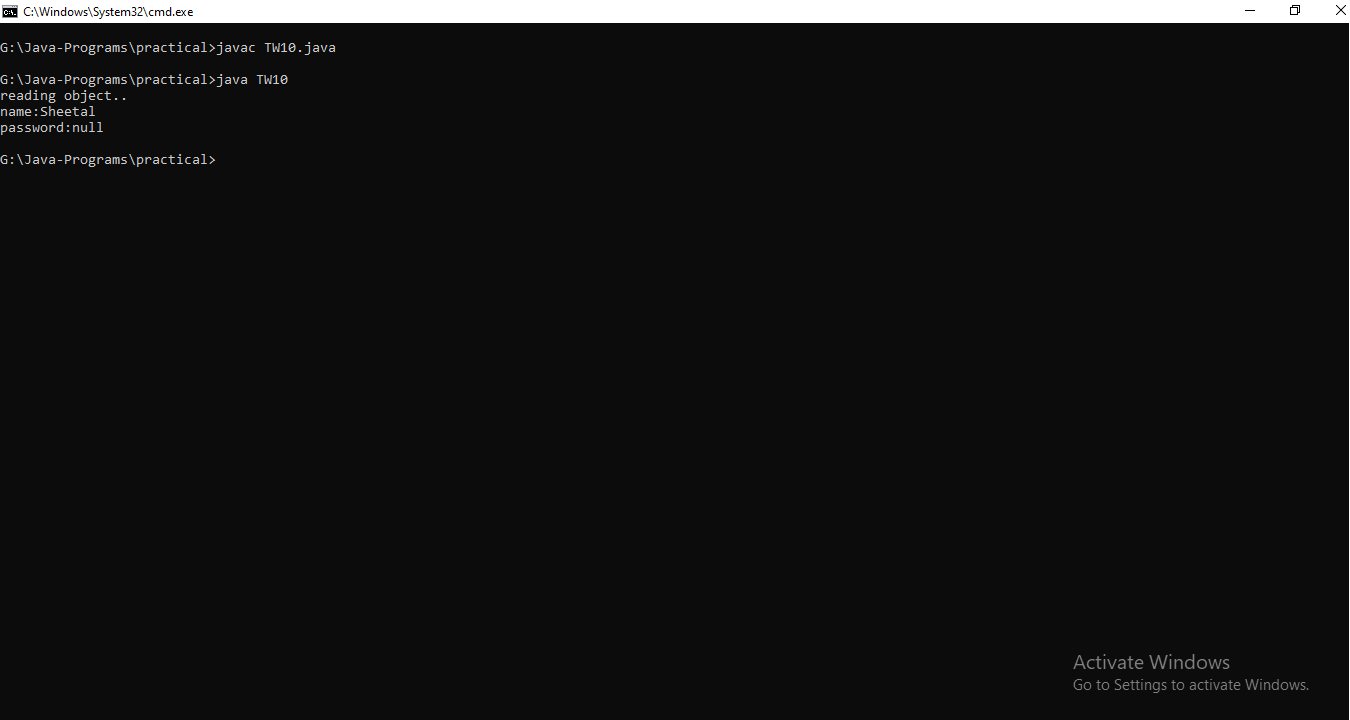 C:\Windows\System32\cmd.exe
G:\Java-Programs\practical>javac TW10.java
G:\Java-Programs\practical>java TW10
reading object..
name:Sheetal
password:null
G:\Java-Programs\practical>
Activate Windows
Go to Settings to activate Windows.